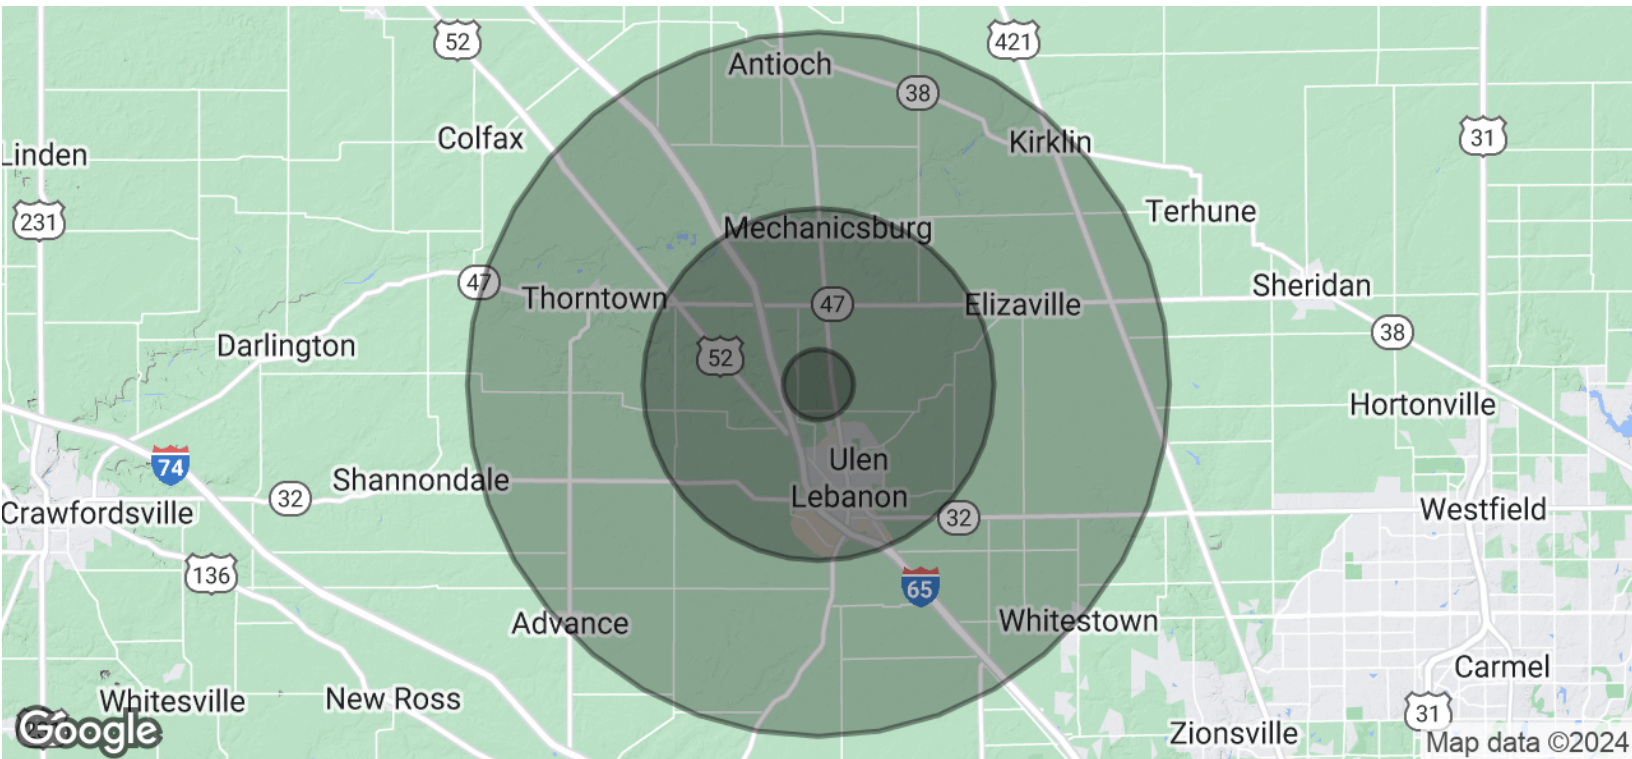 52
421
Antioch
38
Colfax
Kirklin
31
Linden
231
Terhune
Mechanicsburg
47
Thorntown
47
Elizaville
Sheridan
38
Darlington
52
Hortonville
74
Ulen
Shannondale
32
Lebanon
Crawfordsville
32
Westfield
136
65
Advance
Whitestown
Carmel
Whitesville
New Ross
31
Zionsville
Google
Map data ©2024